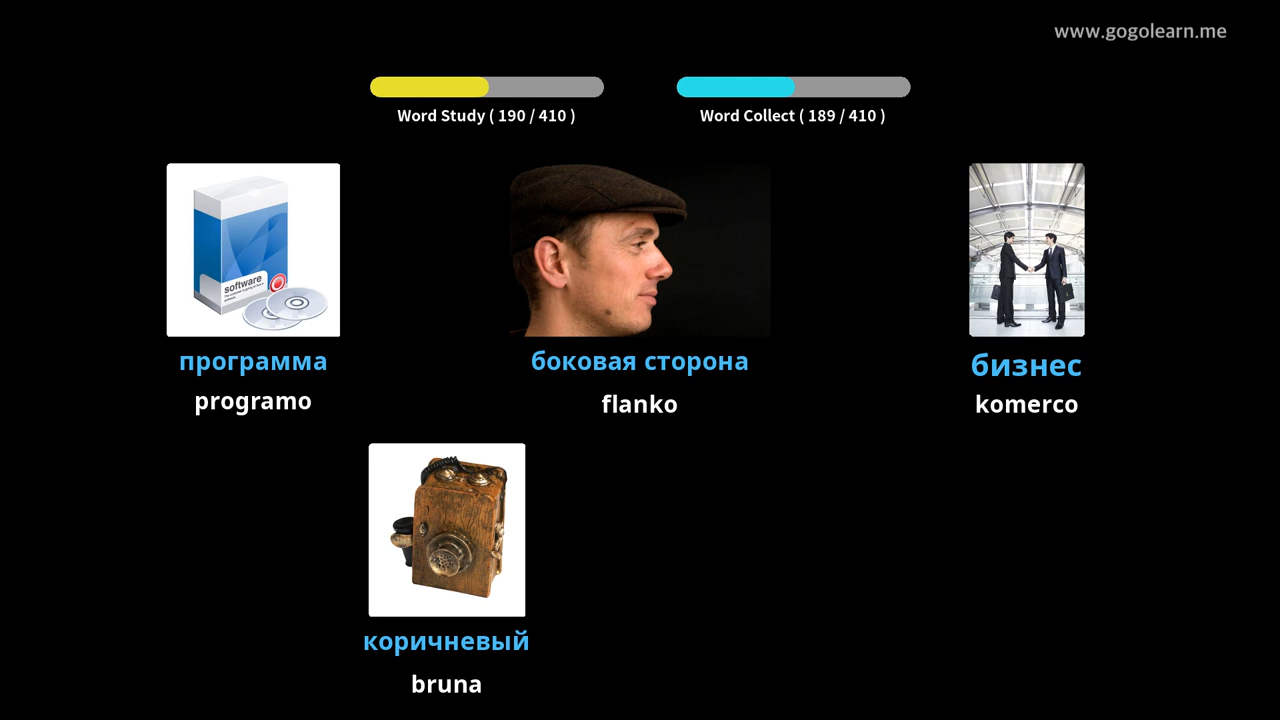 www.gogolearn.me
Word Study ( 190 / 410 )
Word Collect ( 189 / 410 )
software
программа
боковая сторона
бизнес
programo
flanko
komerco
коричневый
bruna